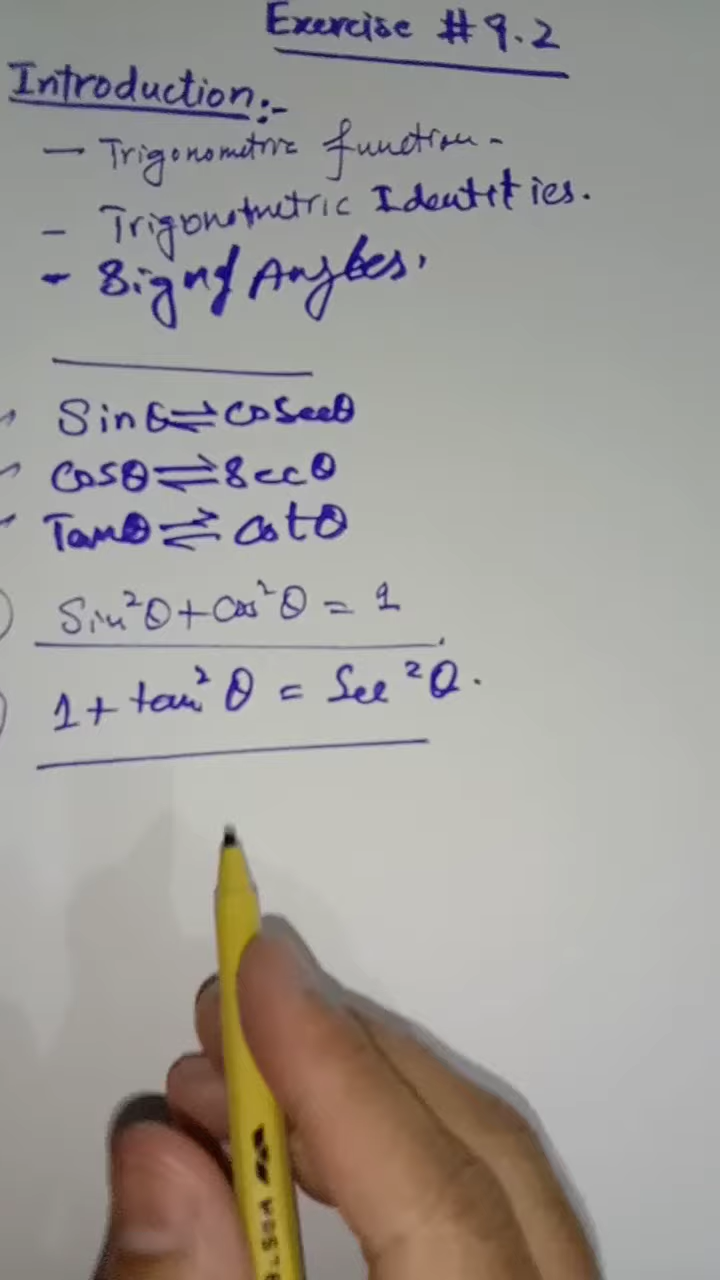 Exercise # 9.2
Introduction:-
— Trigonometric function -
- Trigonometric Identities.
- Sign of Angles.
Sinθ ⇌ Cosecθ
Cosθ ⇌ Secθ
Tanθ ⇌ Cotθ
Sin²θ + Cos²θ = 1
1 + tan²θ = Sec²θ.